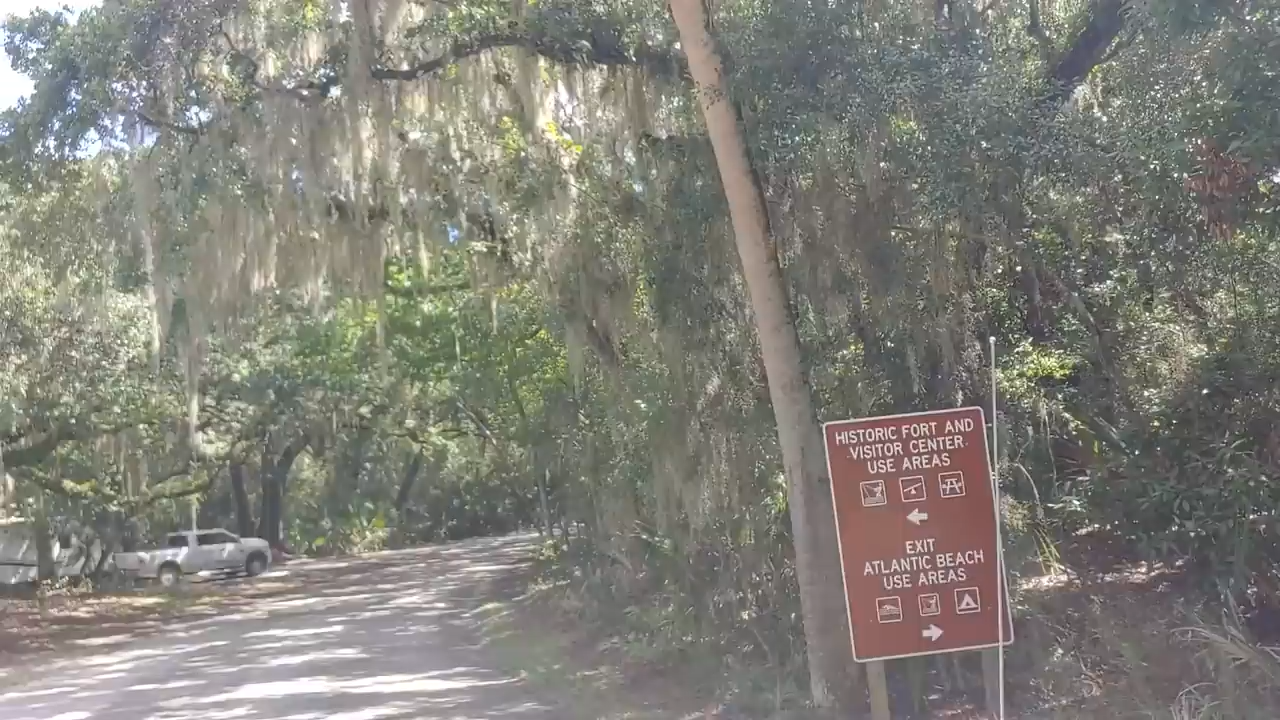 HISTORIC FORT AND
VISITOR CENTER
USE AREAS
EXIT
ATLANTIC BEACH
USE AREAS